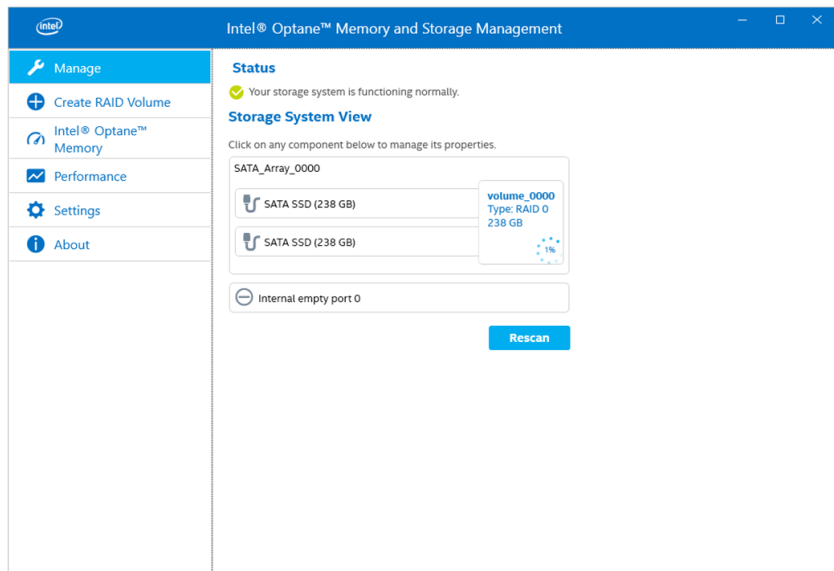 intel
Intel® Optane™ Memory and Storage Management
Manage
Create RAID Volume
Intel® Optane™
Memory
Performance
Settings
About
Status
Your storage system is functioning normally.
Storage System View
Click on any component below to manage its properties.
SATA_Array_0000
SATA SSD (238 GB)
SATA SSD (238 GB)
volume_0000
Type: RAID 0
238 GB
1%
Internal empty port 0
Rescan